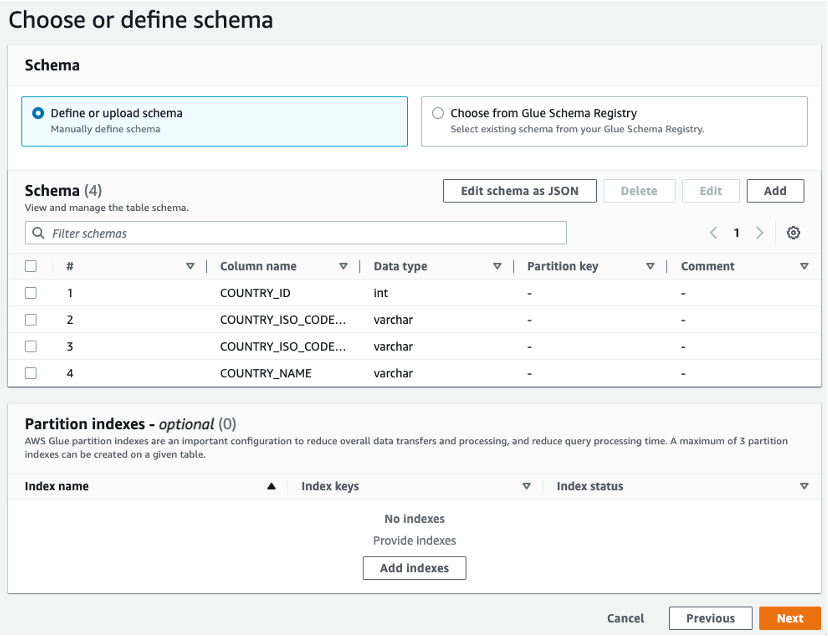 Choose or define schema
Schema
Define or upload schema
Manually define schema
Choose from Glue Schema Registry
Select existing schema from your Glue Schema Registry.
Schema (4)
View and manage the table schema.
Edit schema as JSON Delete Edit Add
Filter schemas
1
# Column name Data type Partition key Comment
1 COUNTRY_ID int - -
2 COUNTRY_ISO_CODE... varchar - -
3 COUNTRY_ISO_CODE... varchar - -
4 COUNTRY_NAME varchar - -
Partition indexes - optional (0)
AWS Glue partition indexes are an important configuration to reduce overall data transfers and processing, and reduce query processing time. A maximum of 3 partition
indexes can be created on a given table.
Index name Index keys Index status
No indexes
Provide indexes
Add indexes
Cancel Previous Next